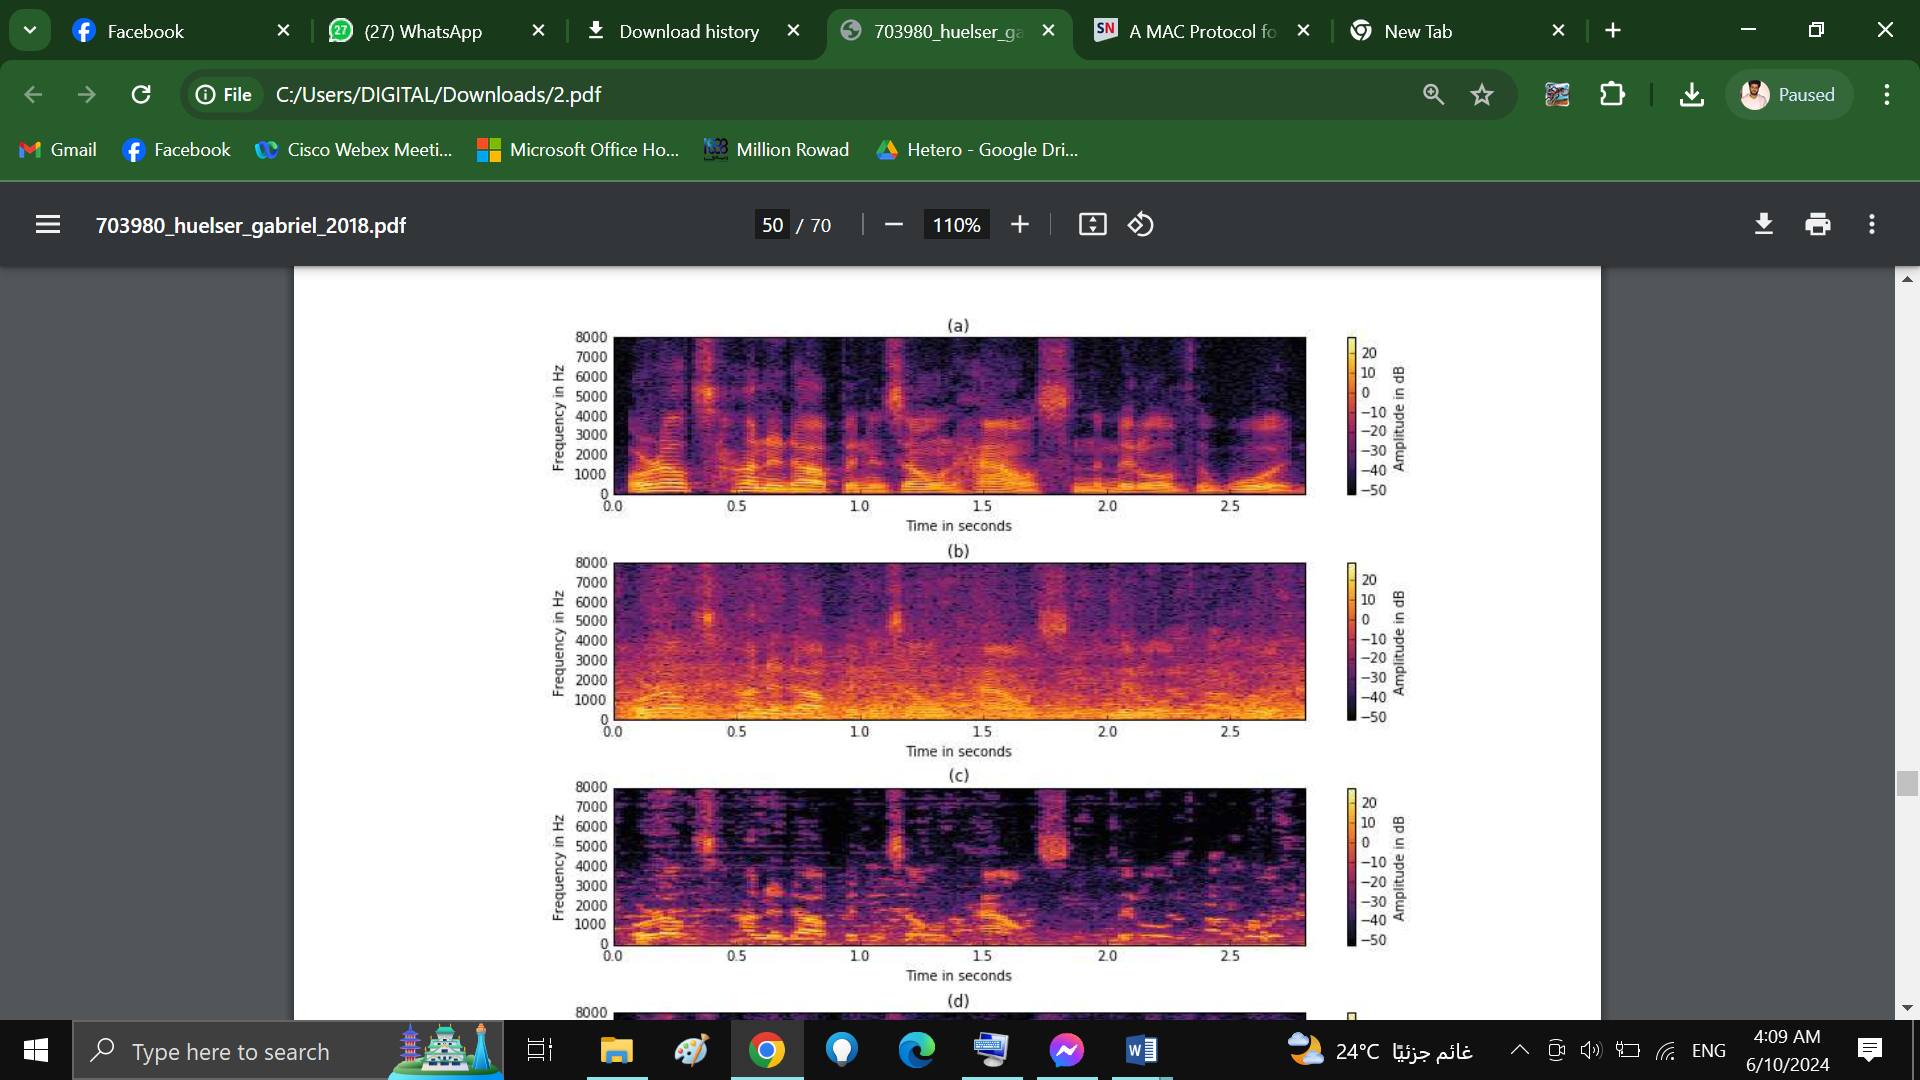 Facebook
27
(27) WhatsApp
Download history
703980_huelser_ga
SN
A MAC Protocol fo
New Tab
File
C:/Users/DIGITAL/Downloads/2.pdf
Paused
Gmail
Facebook
Cisco Webex Meeti...
Microsoft Office Ho...
Million Rowad
Hetero - Google Dri...
703980_huelser_gabriel_2018.pdf
50 / 70
110%
(a)
8000
7000
6000
5000
4000
3000
2000
1000
0
Frequency in Hz
0.0 0.5 1.0 1.5 2.0 2.5
Time in seconds
20
10
0
−10
−20
−30
−40
−50
Amplitude in dB
(b)
8000
7000
6000
5000
4000
3000
2000
1000
0
Frequency in Hz
0.0 0.5 1.0 1.5 2.0 2.5
Time in seconds
20
10
0
−10
−20
−30
−40
−50
Amplitude in dB
(c)
8000
7000
6000
5000
4000
3000
2000
1000
0
Frequency in Hz
0.0 0.5 1.0 1.5 2.0 2.5
Time in seconds
20
10
0
−10
−20
−30
−40
−50
Amplitude in dB
(d)
8000
Type here to search
24°C غائم جزئيًا
ENG
4:09 AM
6/10/2024